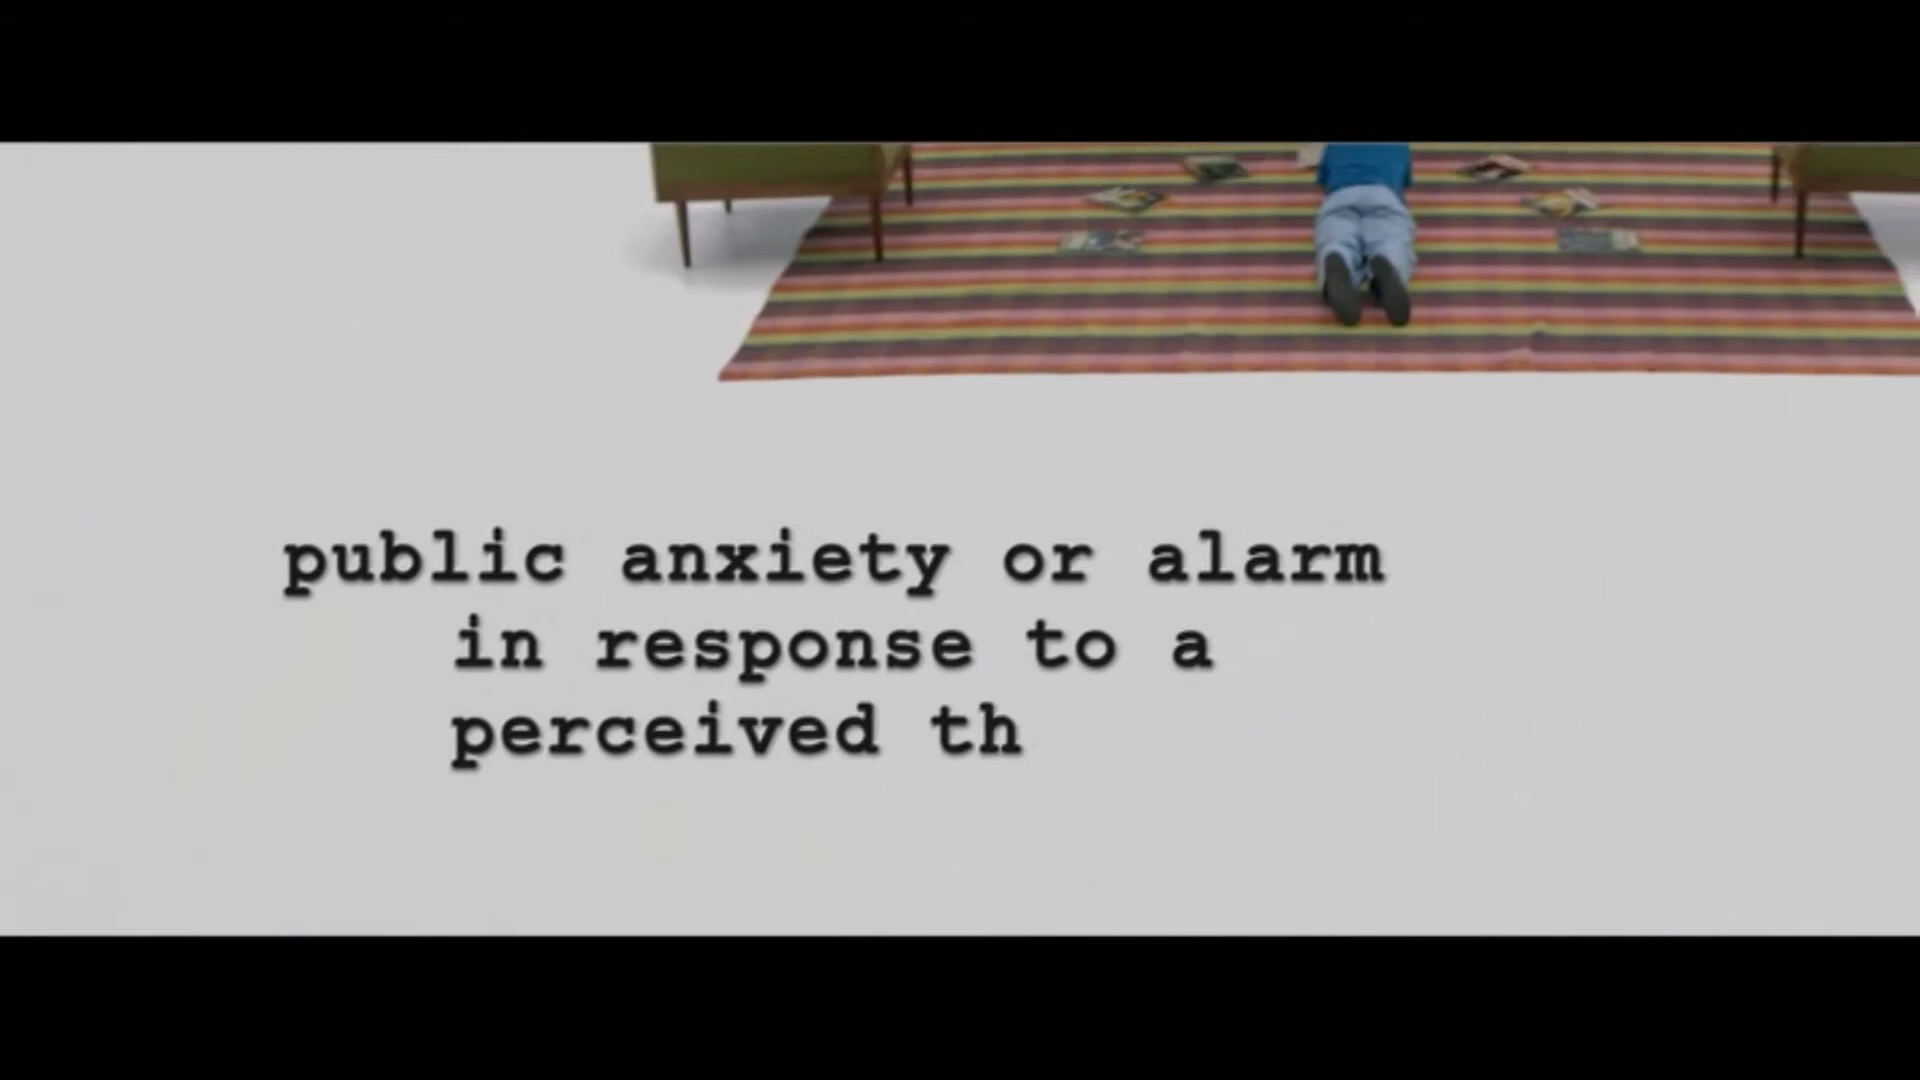 public anxiety or alarm
in response to a
perceived th